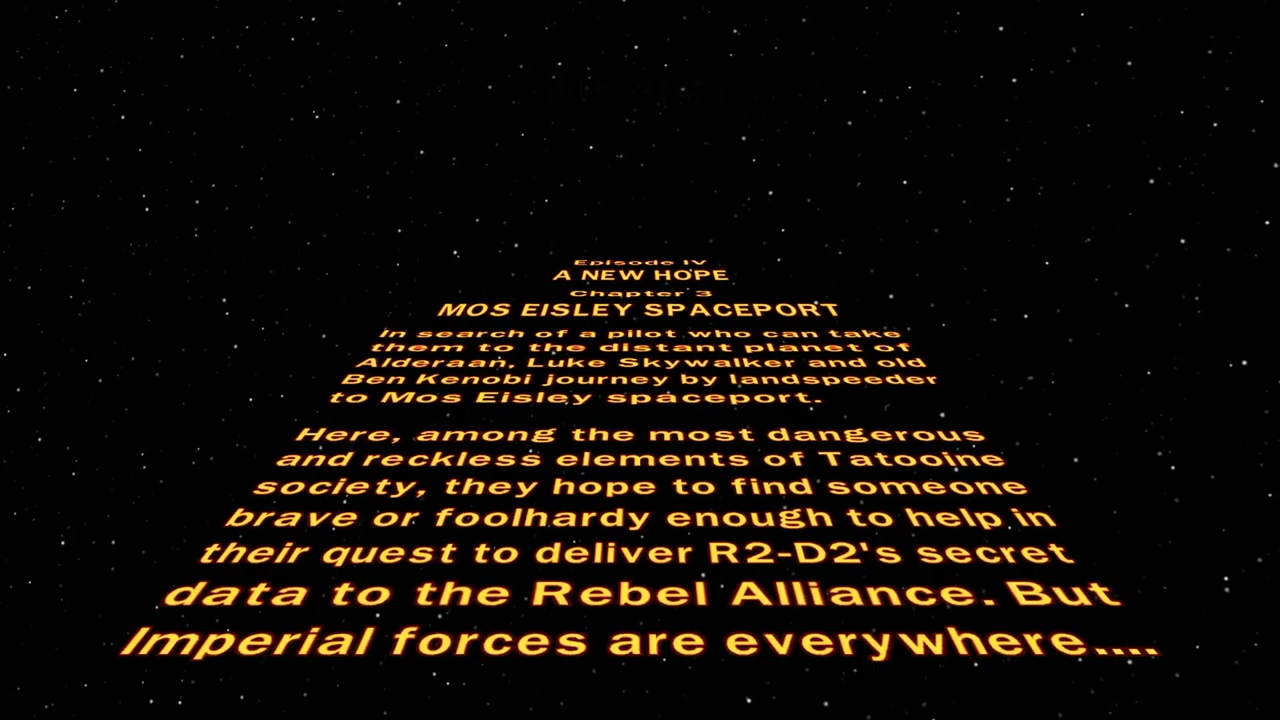 Episode IV
A NEW HOPE
Chapter 3
MOS EISLEY SPACEPORT
In search of a pilot who can take
them to the distant planet of
Alderaan, Luke Skywalker and old
Ben Kenobi journey by landspeeder
to Mos Eisley spaceport.
Here, among the most dangerous
and reckless elements of Tatooine
society, they hope to find someone
brave or foolhardy enough to help in
their quest to deliver R2-D2's secret
data to the Rebel Alliance. But
Imperial forces are everywhere....